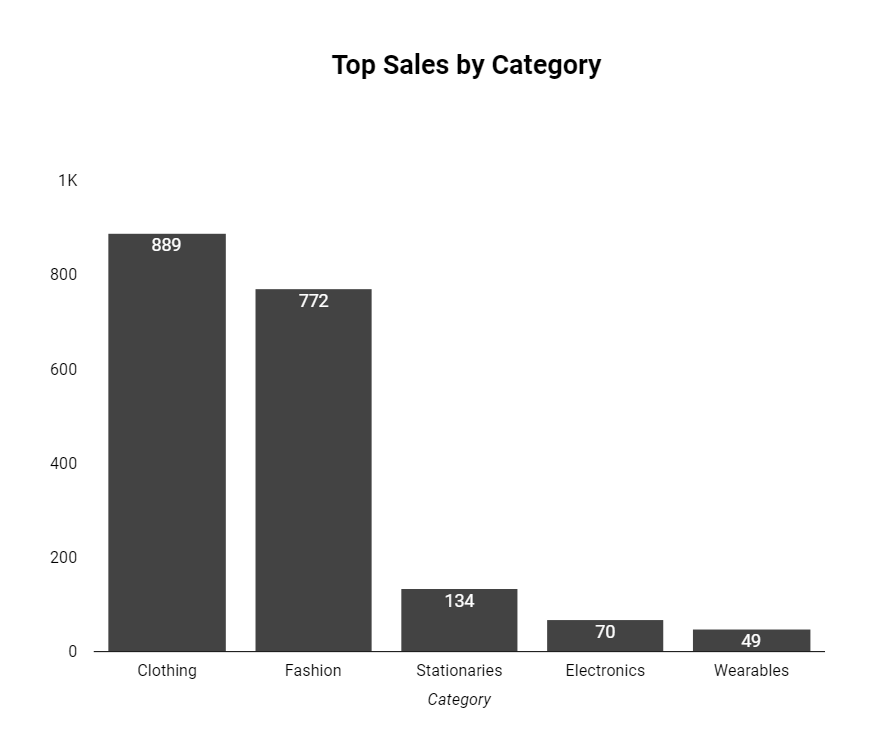 Top Sales by Category
1K
800
600
400
200
0
889
772
134
70
49
Clothing Fashion Stationaries Electronics Wearables
Category